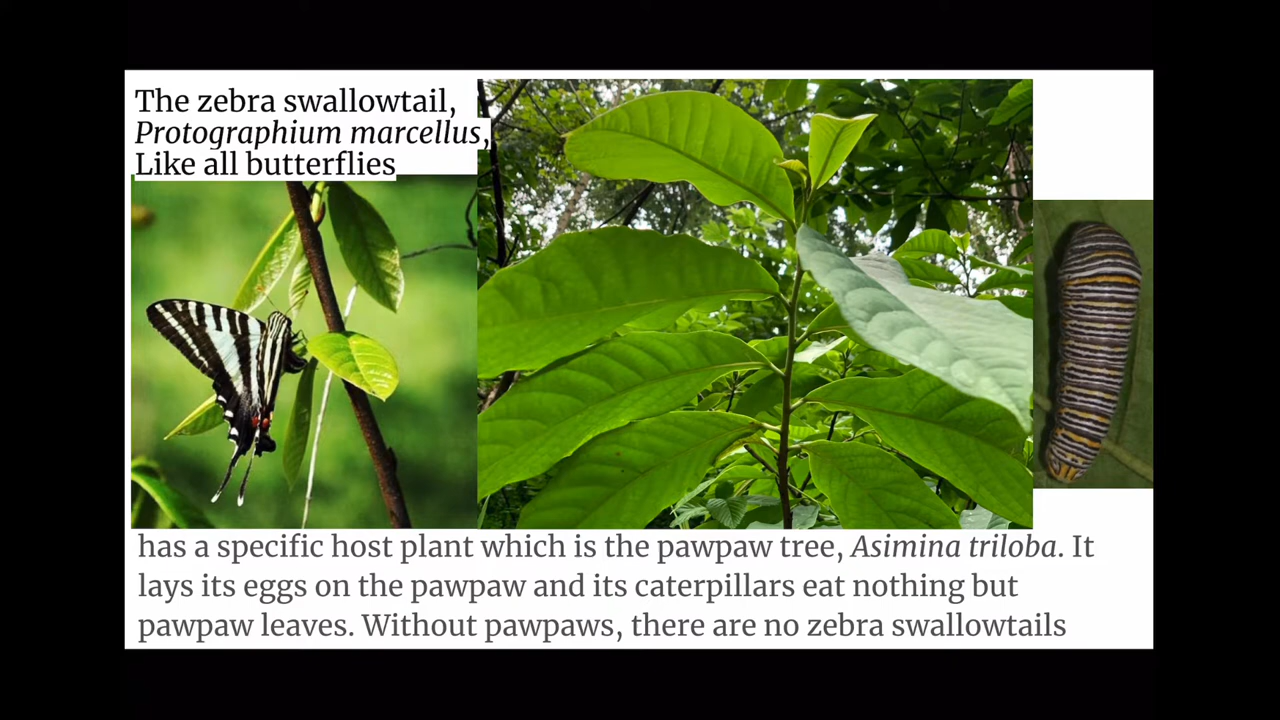 The zebra swallowtail,
Protographium marcellus,
Like all butterflies
has a specific host plant which is the pawpaw tree, Asimina triloba. It
lays its eggs on the pawpaw and its caterpillars eat nothing but
pawpaw leaves. Without pawpaws, there are no zebra swallowtails